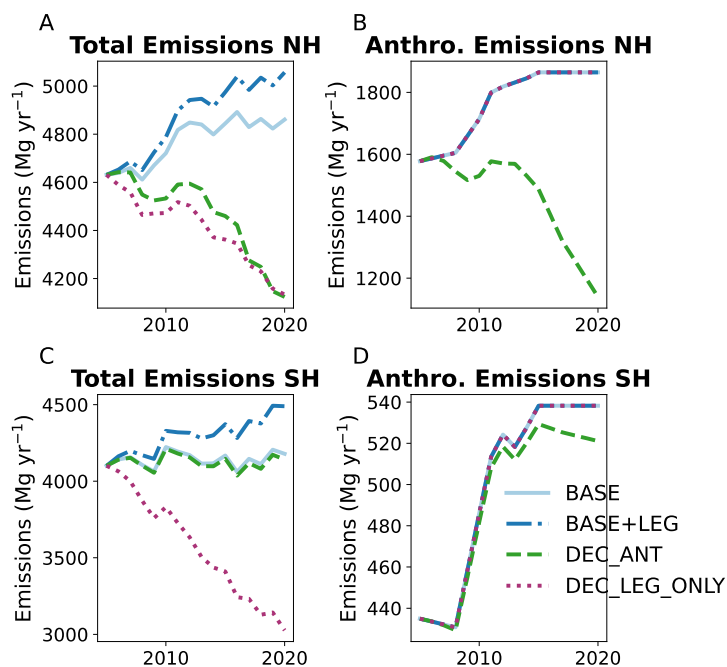 A
Total Emissions NH
Emissions (Mg yr⁻¹)
5000
4800
4600
4400
4200
2010
2020
B
Anthro. Emissions NH
Emissions (Mg yr⁻¹)
1800
1600
1400
1200
2010
2020
C
Total Emissions SH
Emissions (Mg yr⁻¹)
4500
4000
3500
3000
2010
2020
D
Anthro. Emissions SH
Emissions (Mg yr⁻¹)
540
520
500
480
460
440
2010
2020
BASE
BASE+LEG
DEC_ANT
DEC_LEG_ONLY